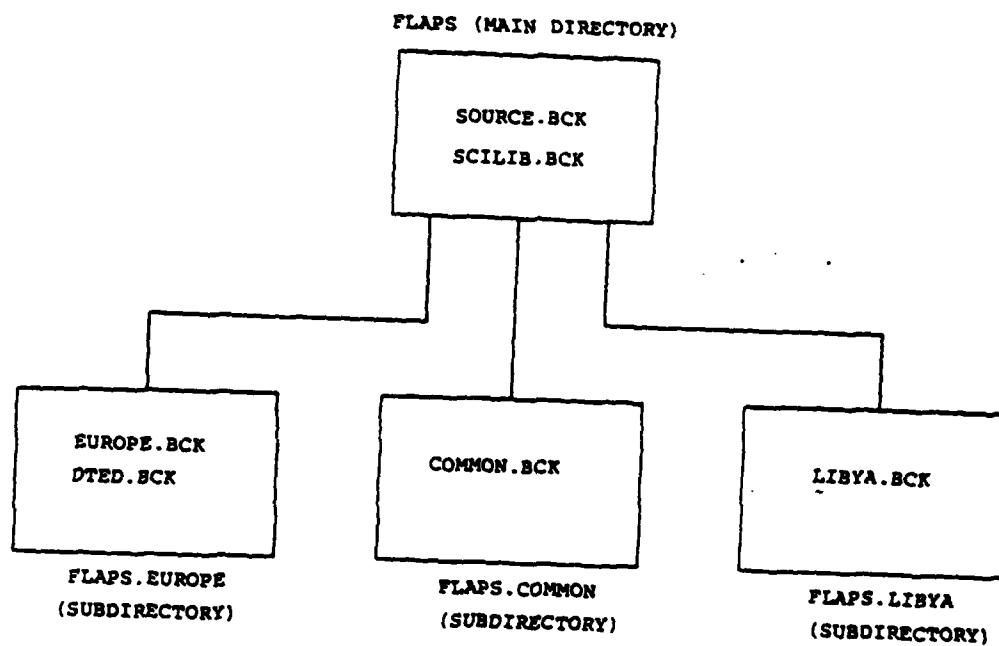 FLAPS (MAIN DIRECTORY)
SOURCE.BCK
SCILIB.BCK
EUROPE.BCK
DTED.BCK
FLAPS.EUROPE
(SUBDIRECTORY)
COMMON.BCK
FLAPS.COMMON
(SUBDIRECTORY)
LIBYA.BCK
FLAPS.LIBYA
(SUBDIRECTORY)